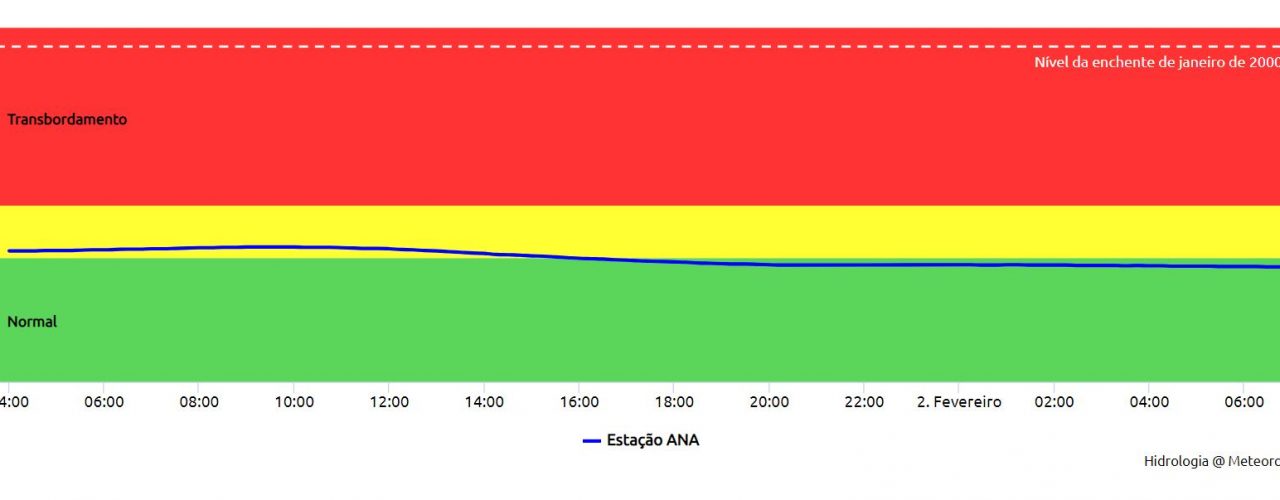 Nível da enchente de janeiro de 2000
Transbordamento
Normal
4:00 06:00 08:00 10:00 12:00 14:00 16:00 18:00 20:00 22:00 2. Fevereiro 02:00 04:00 06:00
Estação ANA
Hidrologia @ Meteoro